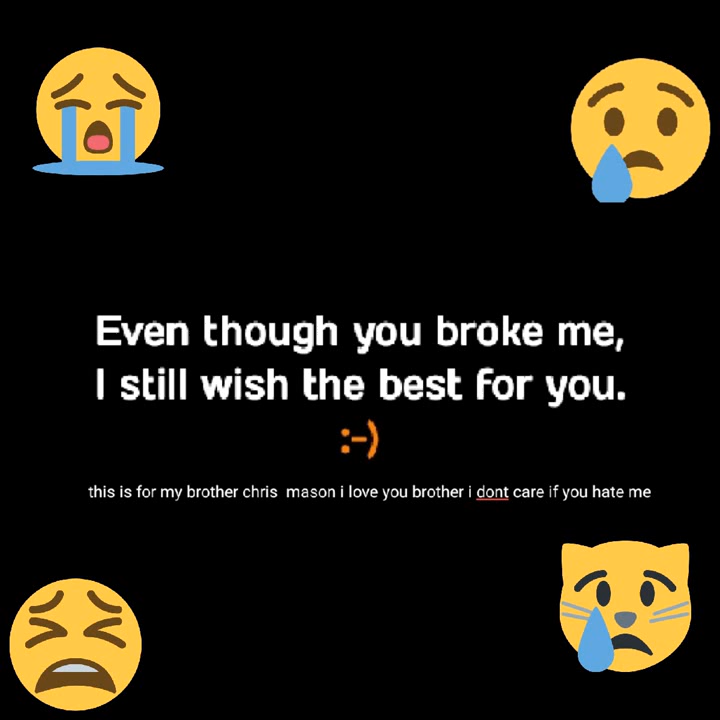 Even though you broke me,
I still wish the best for you.
:-)
this is for my brother chris  mason i love you brother i dont care if you hate me